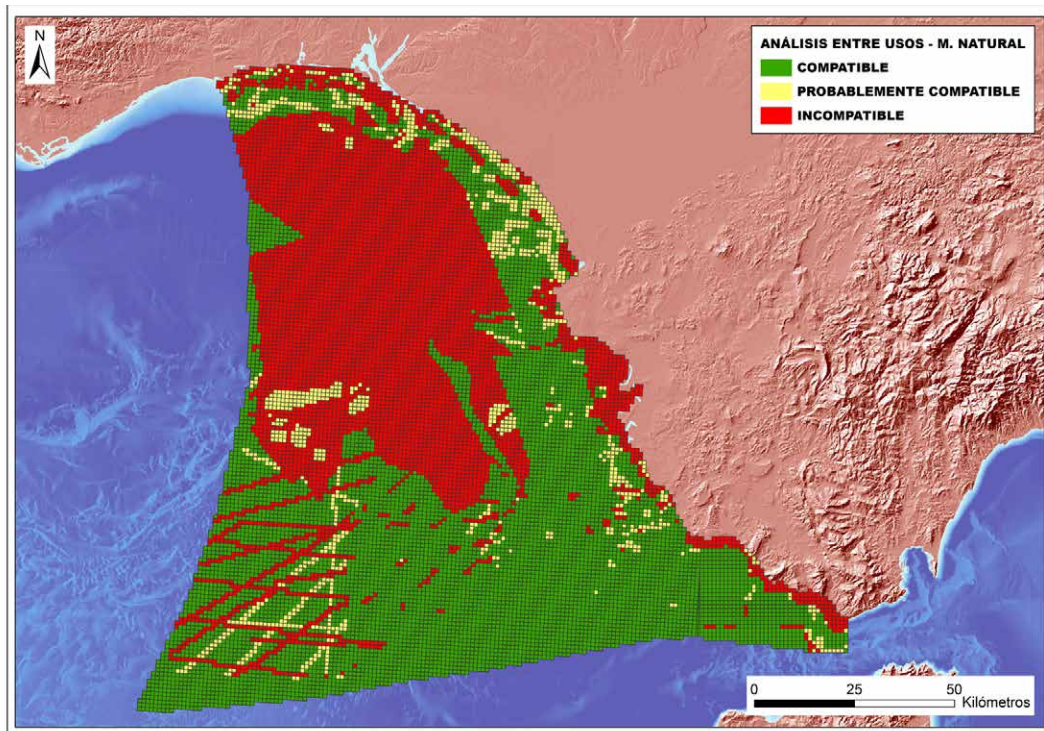 N
ANÁLISIS ENTRE USOS - M. NATURAL
COMPATIBLE
PROBABLEMENTE COMPATIBLE
INCOMPATIBLE
0 25 50
Kilómetros